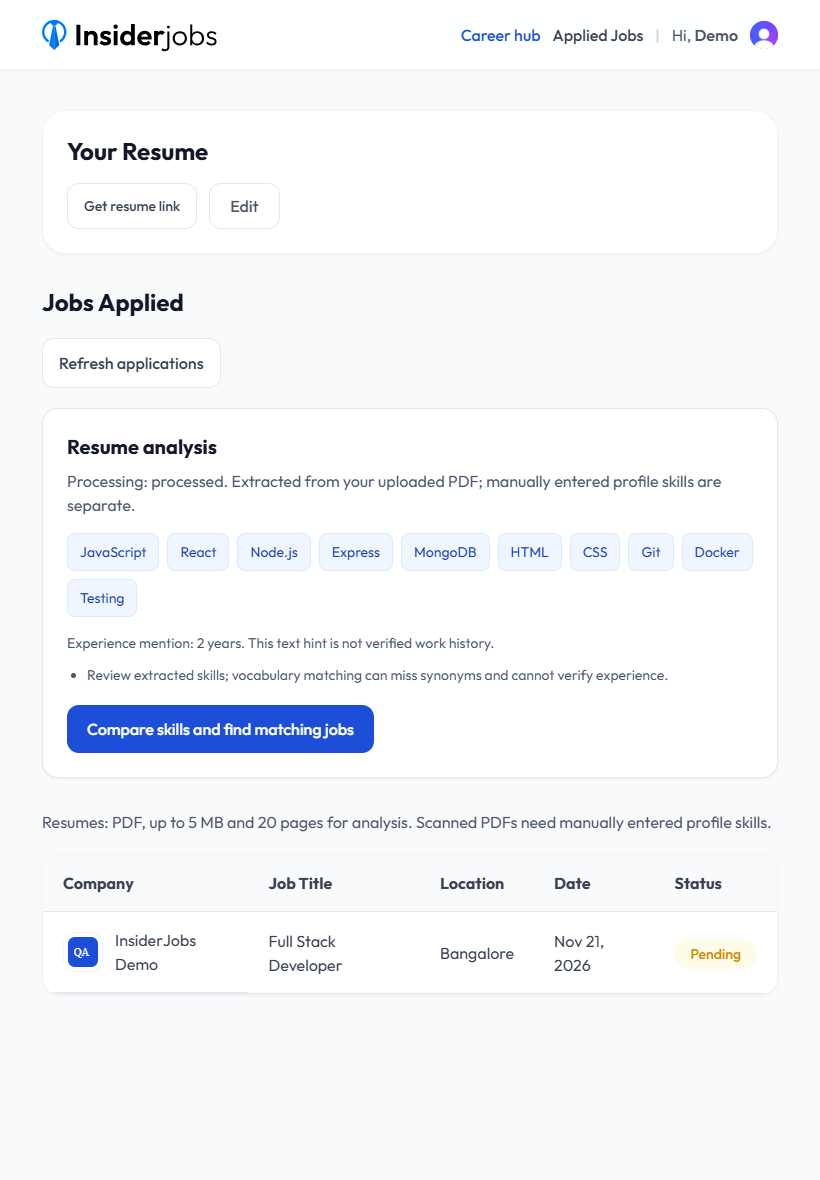 Insiderjobs
Career hub Applied Jobs | Hi, Demo
Your Resume
Get resume link Edit
Jobs Applied
Refresh applications
Resume analysis
Processing: processed. Extracted from your uploaded PDF; manually entered profile skills are
separate.
JavaScript React Node.js Express MongoDB HTML CSS Git Docker
Testing
Experience mention: 2 years. This text hint is not verified work history.
• Review extracted skills; vocabulary matching can miss synonyms and cannot verify experience.
Compare skills and find matching jobs
Resumes: PDF, up to 5 MB and 20 pages for analysis. Scanned PDFs need manually entered profile skills.
Company Job Title Location Date Status
QA InsiderJobs Demo Full Stack Developer Bangalore Nov 21, 2026 Pending